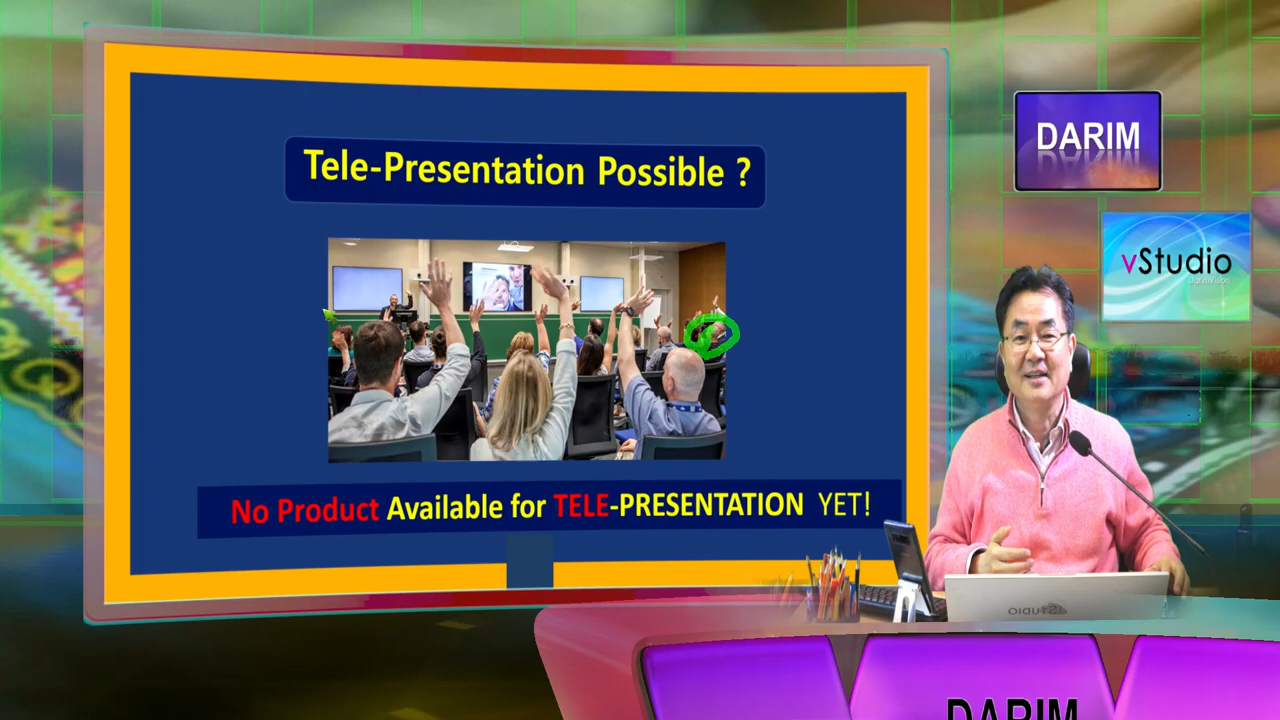 Tele-Presentation Possible ?
No Product Available for TELE-PRESENTATION YET!
DARIM
vStudio
DARIM